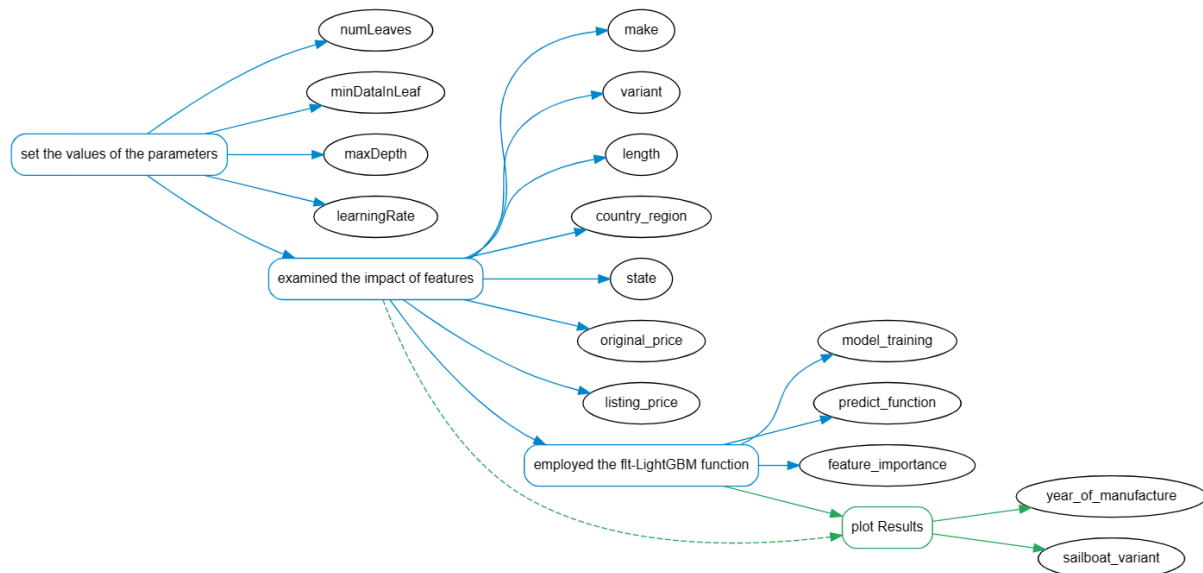 numLeaves
make
minDataInLeaf
variant
set the values of the parameters
maxDepth
length
learningRate
country_region
examined the impact of features
state
original_price
model_training
listing_price
predict_function
employed the flt-LightGBM function
feature_importance
year_of_manufacture
plot Results
sailboat_variant